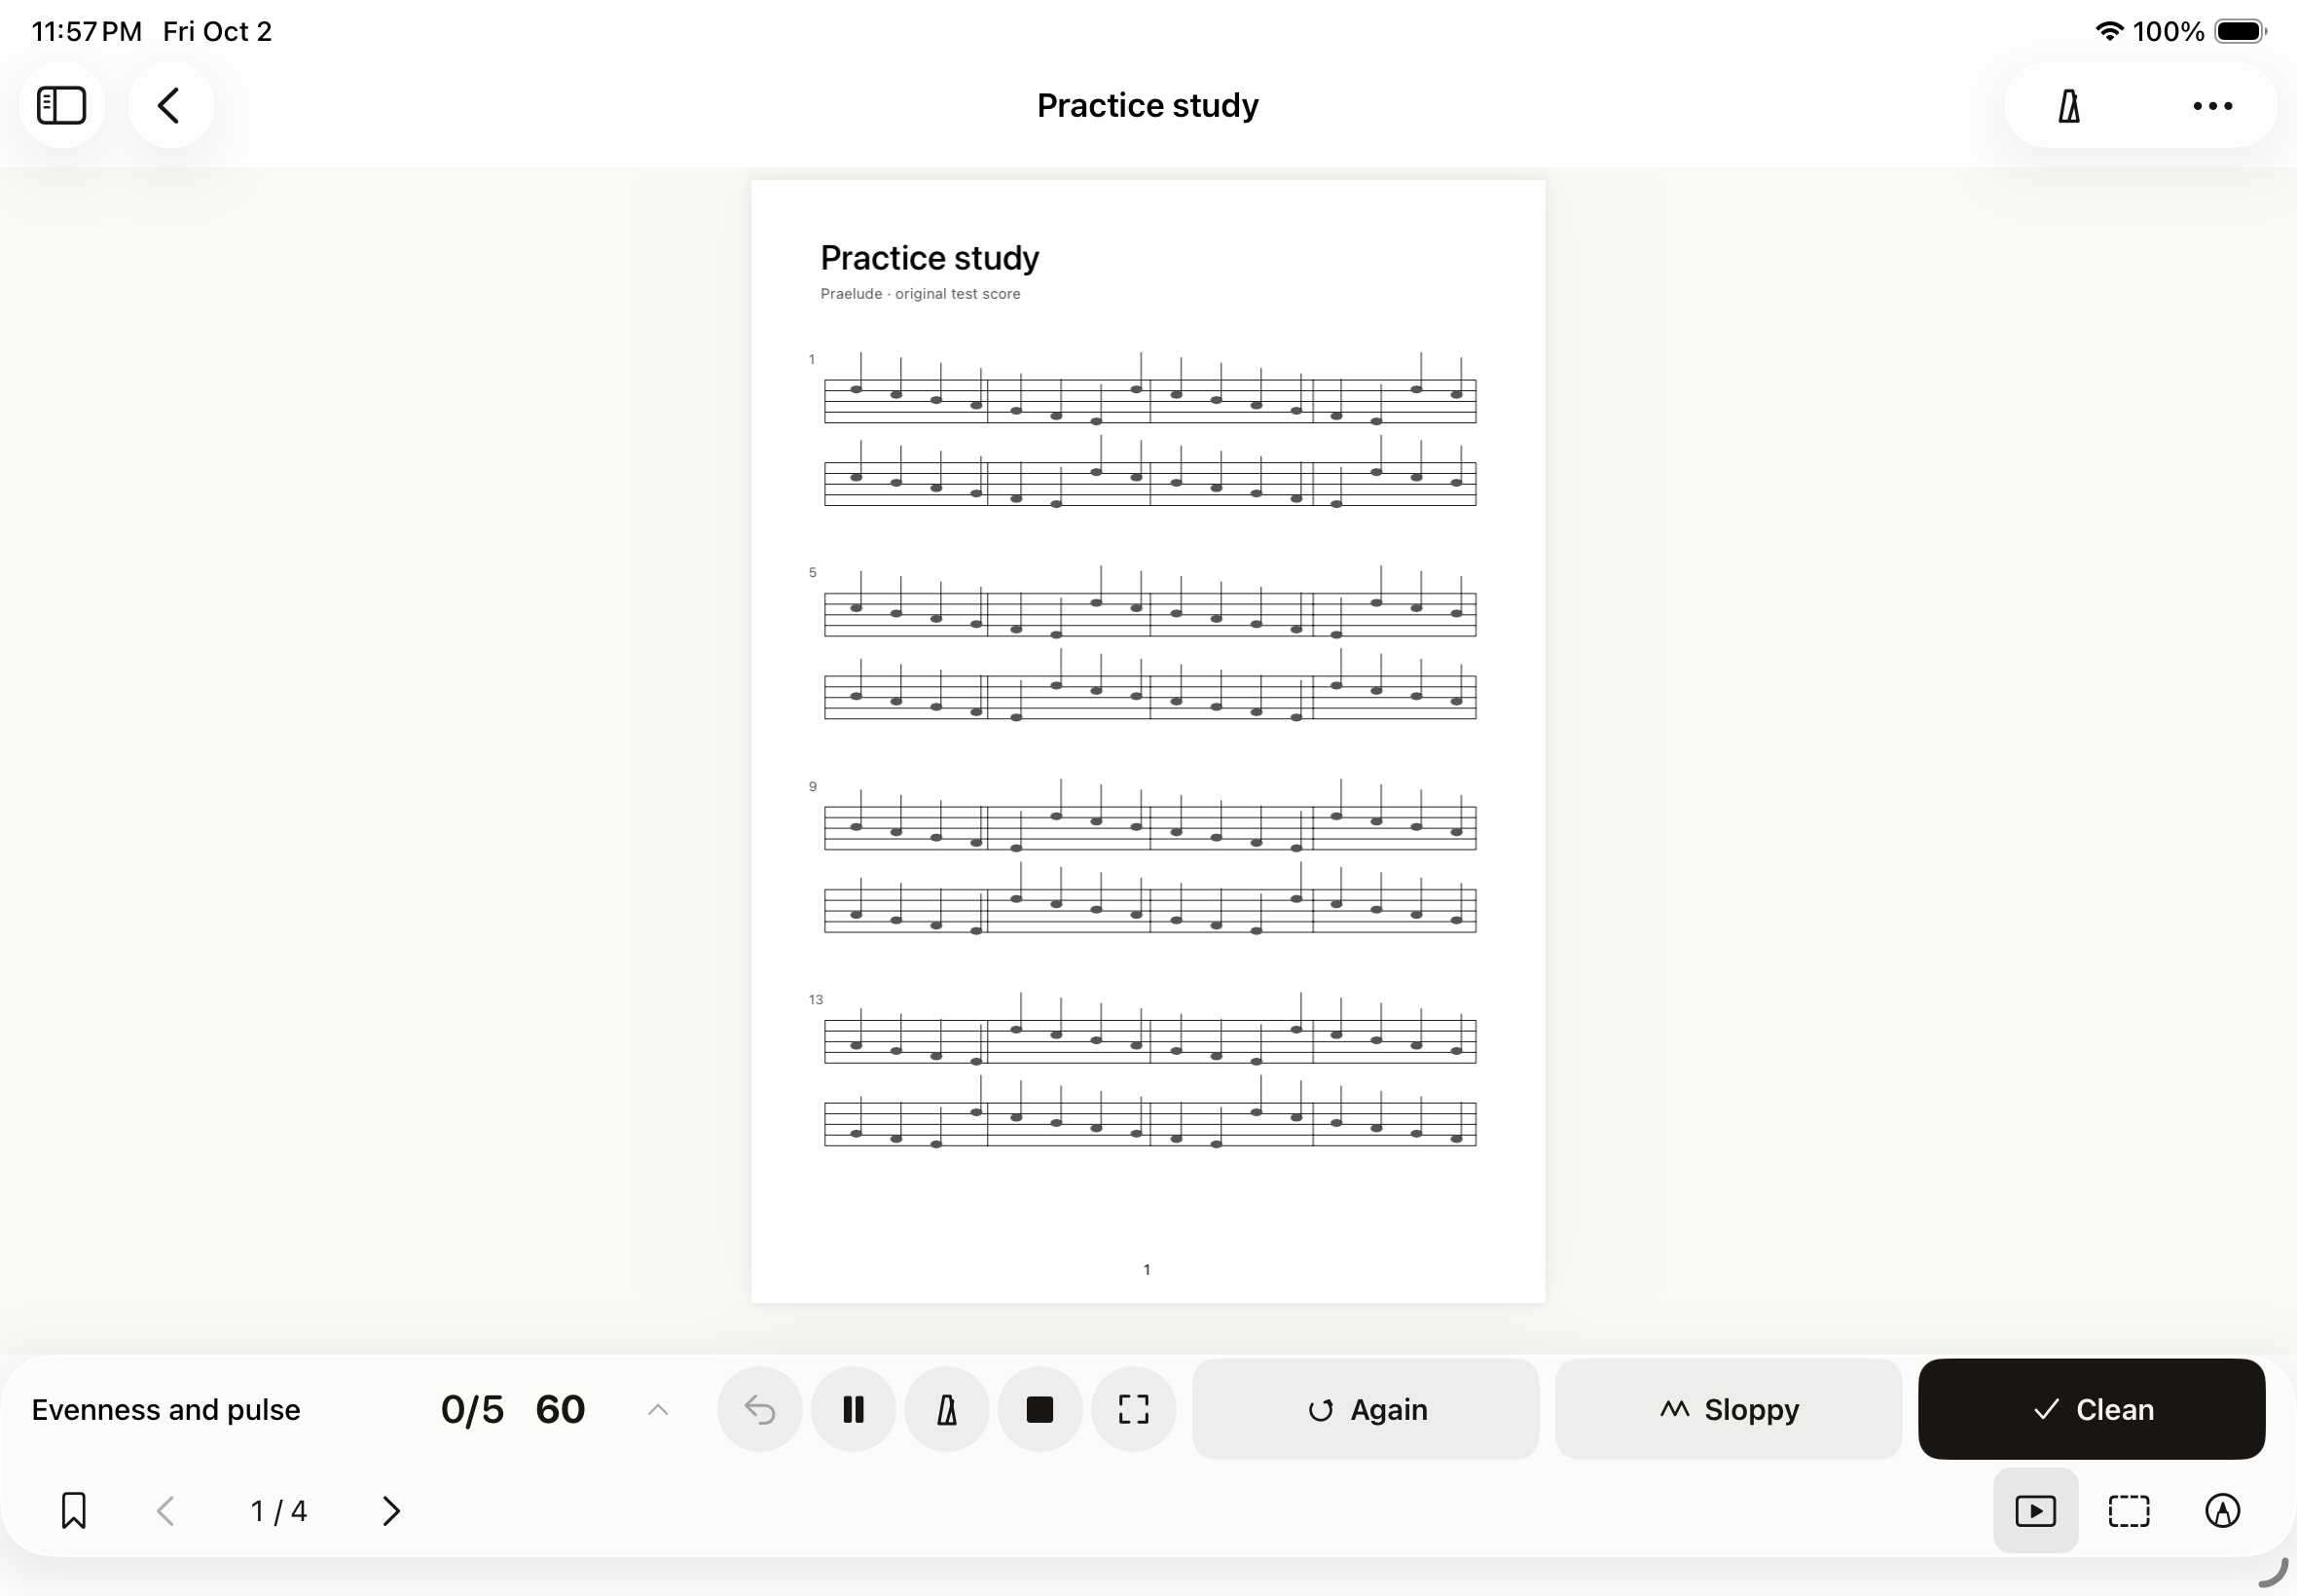 11:57 PM Fri Oct 2
100%
Practice study
Practice study
Praelude · original test score
1
5
9
13
1
Evenness and pulse
0/5 60
Again
Sloppy
Clean
1 / 4